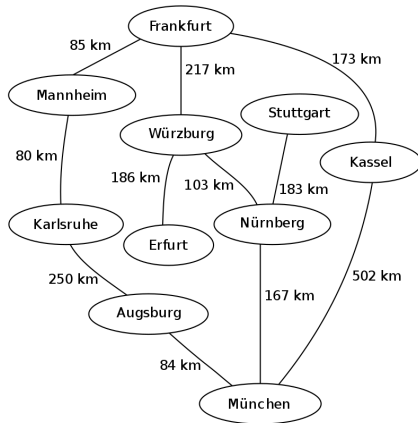 Frankfurt
85 km
217 km
173 km
Mannheim
Stuttgart
Würzburg
80 km
Kassel
186 km
103 km
183 km
Karlsruhe
Nürnberg
Erfurt
250 km
167 km
502 km
Augsburg
84 km
München